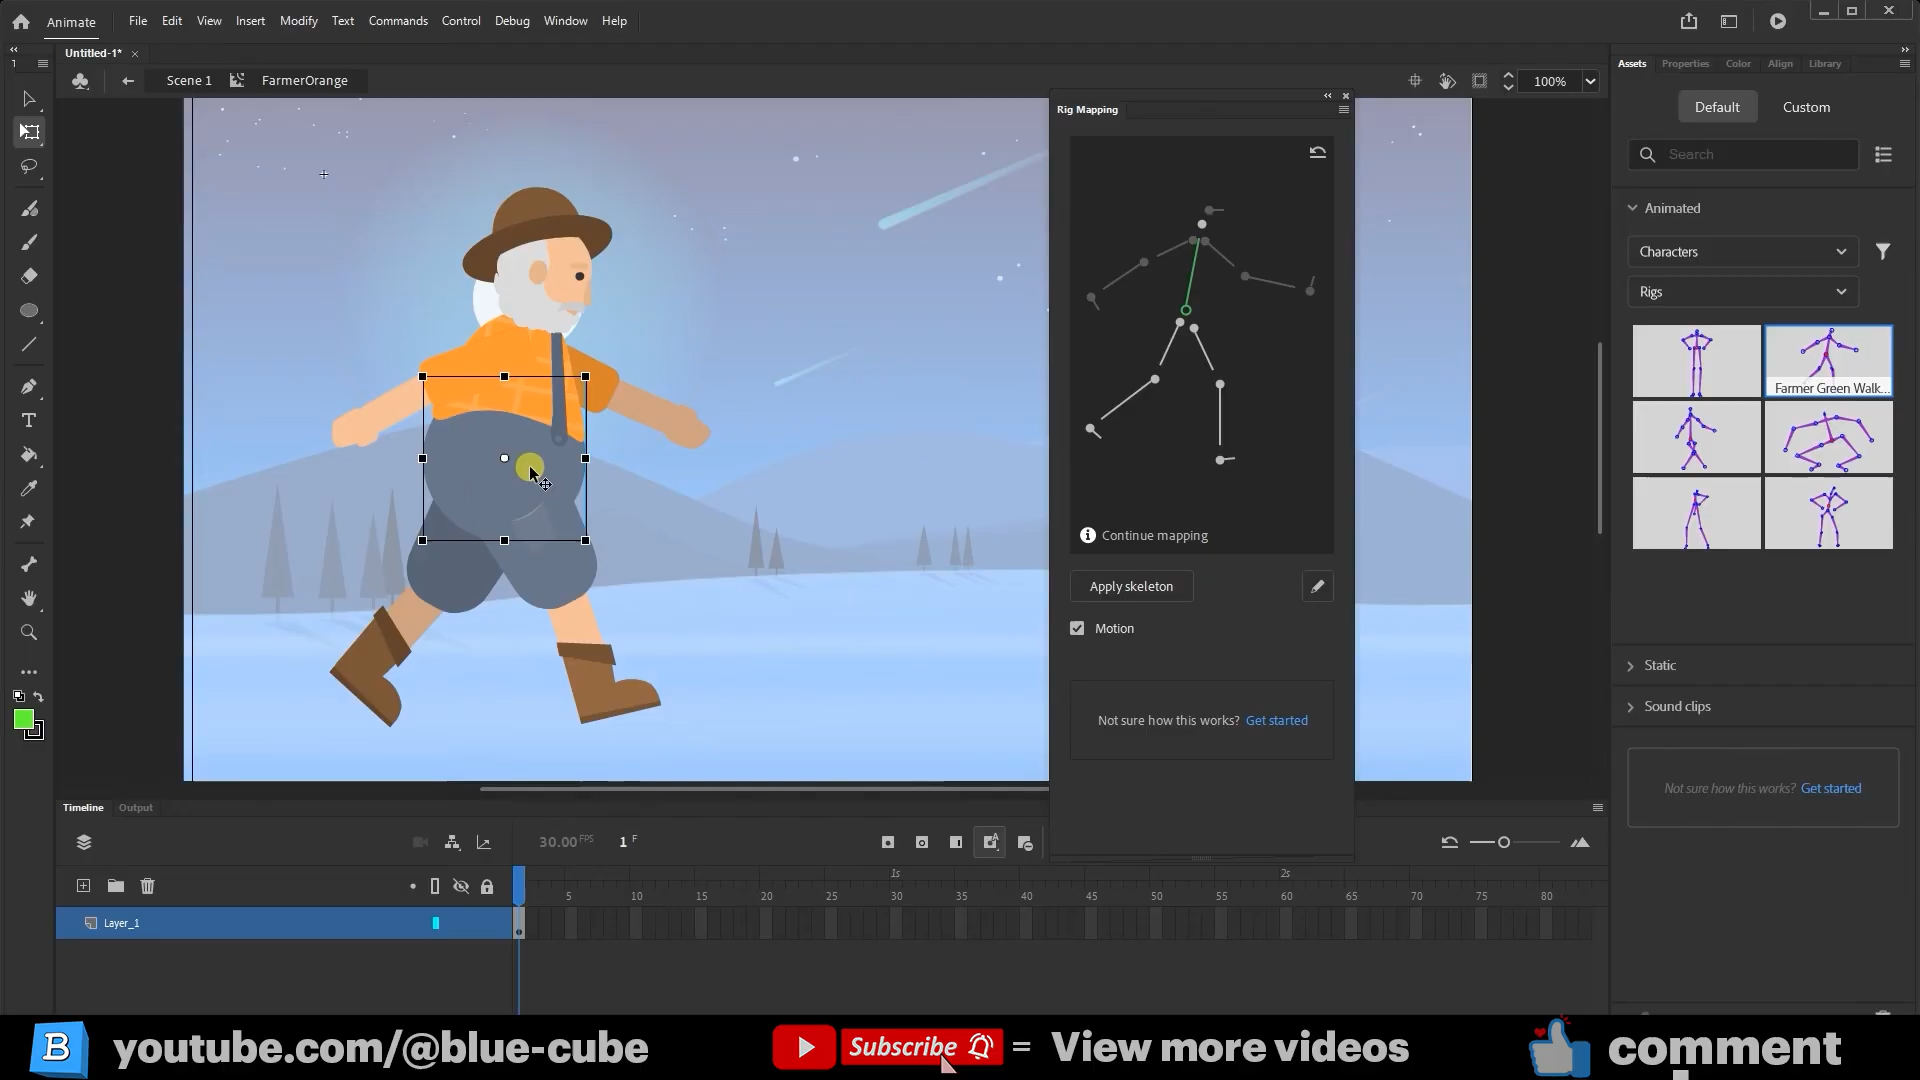 Animate
File Edit View Insert Modify Text Commands Control Debug Window Help
Untitled-1*
Scene 1
FarmerOrange
100%
Assets Properties Color Align Library
Default
Custom
Search
Animated
Characters
Rigs
Farmer Green Walk...
Static
Sound clips
Not sure how this works? Get started
Rig Mapping
Continue mapping
Apply skeleton
Motion
Not sure how this works? Get started
T
Timeline Output
30.00 FPS
1 F
1s 2s
5 10 15 20 25 30 35 40 45 50 55 60 65 70 75 80
Layer_1
B youtube.com/@blue-cube
Subscribe = View more videos
comment